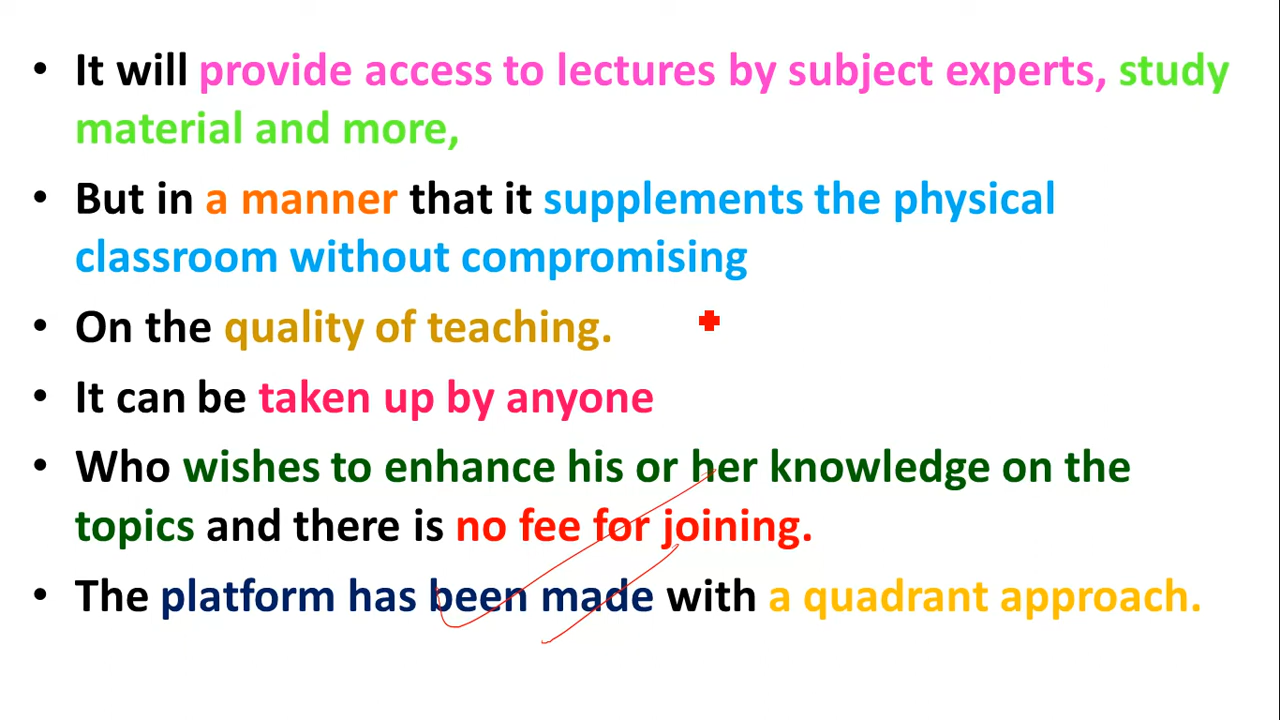 • It will provide access to lectures by subject experts, study
material and more,
• But in a manner that it supplements the physical
classroom without compromising
• On the quality of teaching.
• It can be taken up by anyone
• Who wishes to enhance his or her knowledge on the
topics and there is no fee for joining.
• The platform has been made with a quadrant approach.